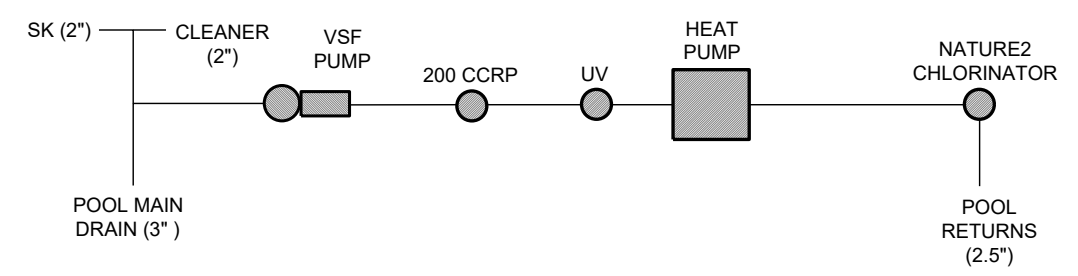 SK (2")
CLEANER
(2")
VSF
PUMP
200 CCRP
UV
HEAT
PUMP
NATURE2
CHLORINATOR
POOL MAIN
DRAIN (3" )
POOL
RETURNS
(2.5")